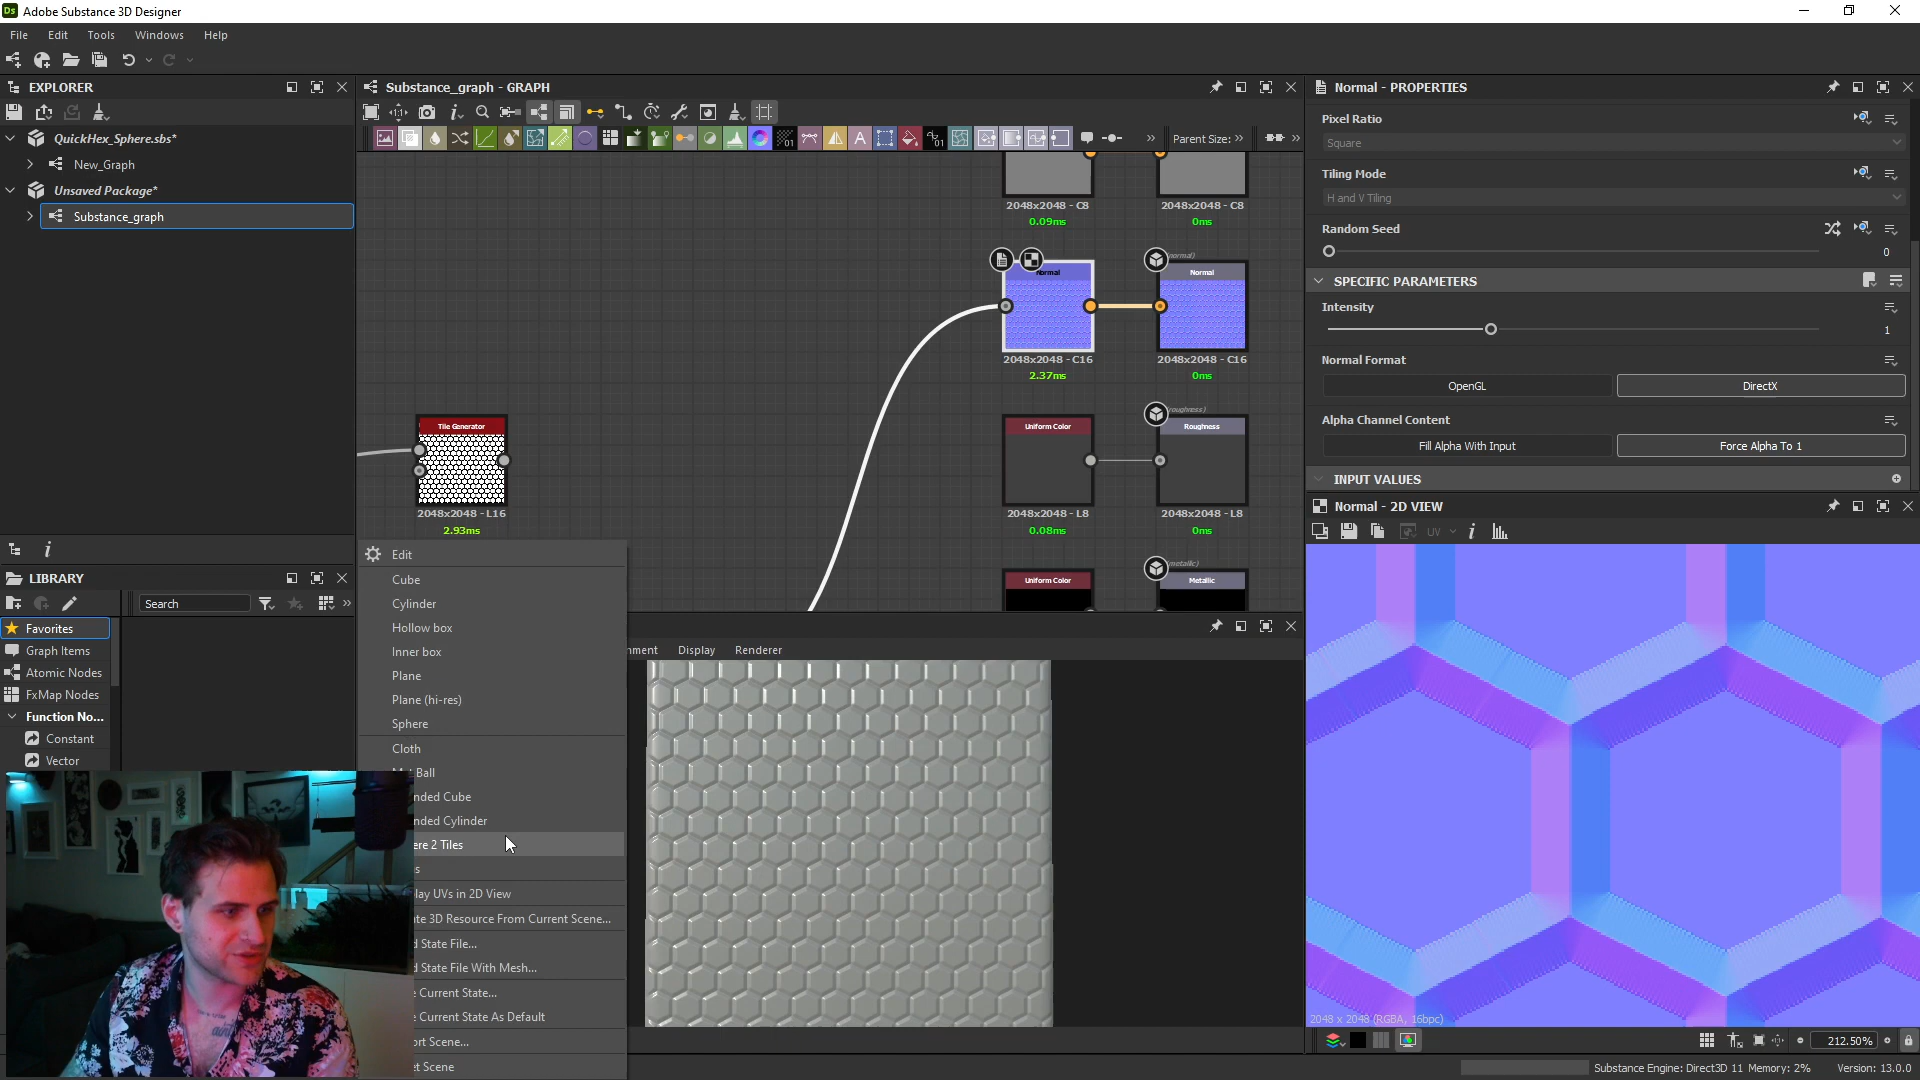 Ds Adobe Substance 3D Designer
File Edit Tools Windows Help
EXPLORER
QuickHex_Sphere.sbs*
New_Graph
Unsaved Package*
Substance_graph
LIBRARY
Search
Favorites
Graph Items
Atomic Nodes
FxMap Nodes
Function No...
Constant
Vector
Substance_graph - GRAPH
Parent Size:
2048x2048 - C8
0.09ms
2048x2048 - C8
0ms
Normal
2048x2048 - C16
2.37ms
(normal)
Normal
2048x2048 - C16
0ms
Tile Generator
2048x2048 - L16
2.93ms
Uniform Color
2048x2048 - L8
0.08ms
(roughness)
Roughness
2048x2048 - L8
0ms
Uniform Color
(metallic)
Metallic
Edit
Cube
Cylinder
Hollow box
Inner box
Plane
Plane (hi-res)
Sphere
Cloth
Ball
nded Cube
nded Cylinder
ere 2 Tiles
s
lay UVs in 2D View
te 3D Resource From Current Scene...
d State File...
d State File With Mesh...
e Current State...
e Current State As Default
ort Scene...
et Scene
nment Display Renderer
Normal - PROPERTIES
Pixel Ratio
Square
Tiling Mode
H and V Tiling
Random Seed
0
SPECIFIC PARAMETERS
Intensity
1
Normal Format
OpenGL DirectX
Alpha Channel Content
Fill Alpha With Input Force Alpha To 1
INPUT VALUES
Normal - 2D VIEW
UV
2048 x 2048 (RGBA, 16bpc)
212.50%
Substance Engine: Direct3D 11 Memory: 2% Version: 13.0.0